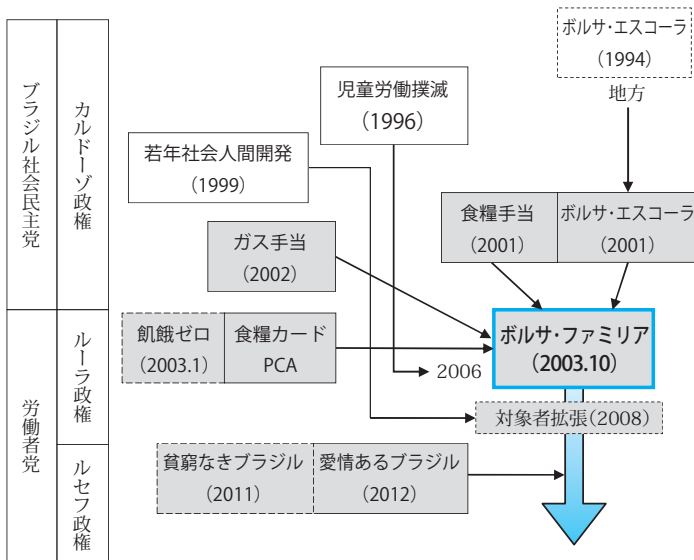 ブラジル社会民主党
カルドーゾ政権
労働者党
ルーラ政権
ルセフ政権
ボルサ・エスコーラ
(1994)
地方
児童労働撲滅
(1996)
若年社会人間開発
(1999)
食糧手当
(2001)
ボルサ・エスコーラ
(2001)
ガス手当
(2002)
飢餓ゼロ
(2003.1)
食糧カード
PCA
ボルサ・ファミリア
(2003.10)
2006
対象者拡張(2008)
貧窮なきブラジル
(2011)
愛情あるブラジル
(2012)